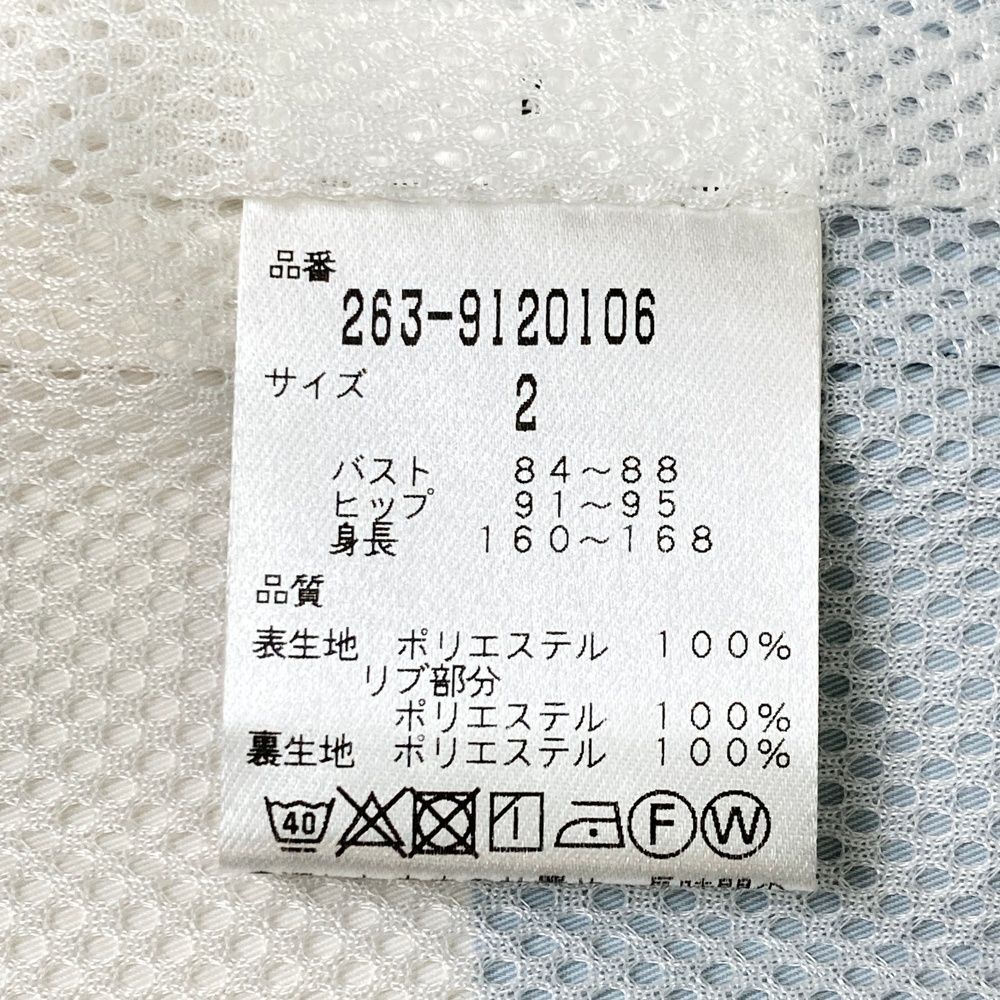 品番
263-9120106
サイズ 2
バスト 84～88
ヒップ 91～95
身長 160～168
品質
表生地 ポリエステル 100%
リブ部分
ポリエステル 100%
裏生地 ポリエステル 100%
40 F W